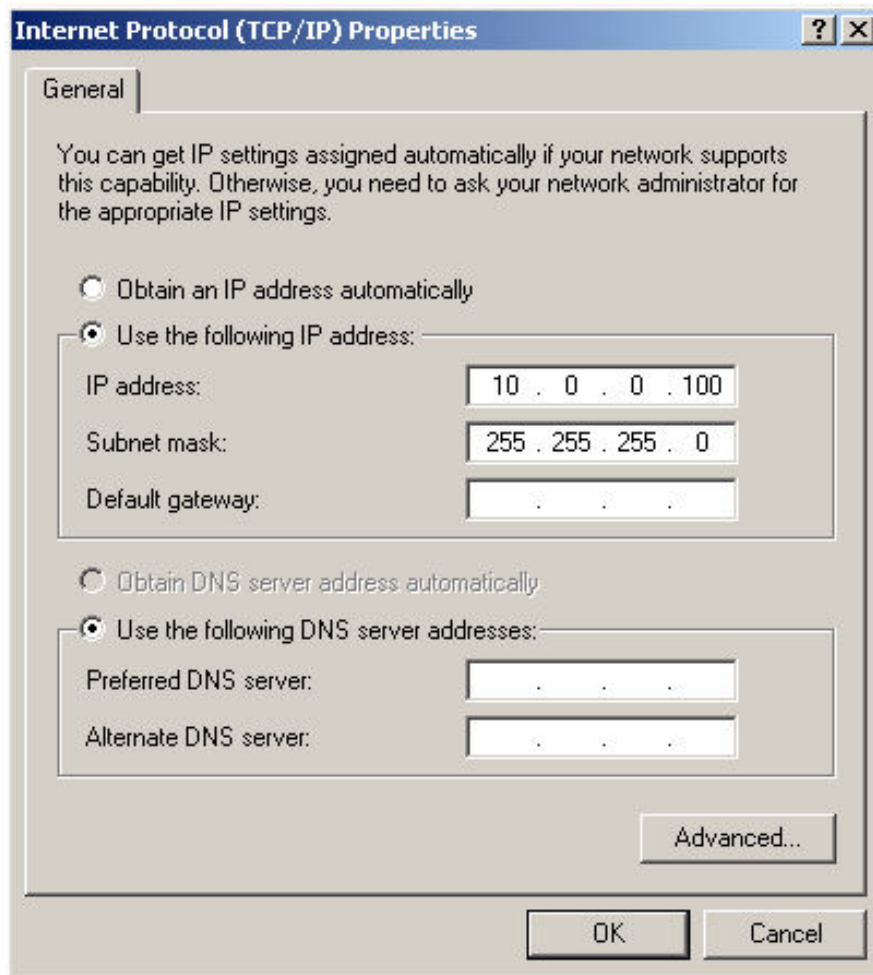 Internet Protocol (TCP/IP) Properties
General
You can get IP settings assigned automatically if your network supports
this capability. Otherwise, you need to ask your network administrator for
the appropriate IP settings.
Obtain an IP address automatically
Use the following IP address:
IP address: 10 . 0 . 0 . 100
Subnet mask: 255 . 255 . 255 . 0
Default gateway: . . .
Obtain DNS server address automatically
Use the following DNS server addresses:
Preferred DNS server: . . .
Alternate DNS server: . . .
Advanced...
OK Cancel